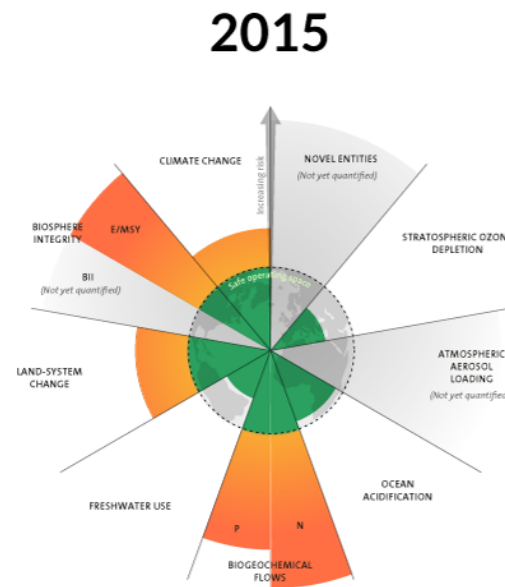 2015
CLIMATE CHANGE
Increasing risk
NOVEL ENTITIES
(Not yet quantified)
STRATOSPHERIC OZON
DEPLETION
BIOSPHERE
INTEGRITY
E/MSY
BII
(Not yet quantified)
Safe operating space
ATMOSPHERIC
AEROSOL
LOADING
(Not yet quantified
LAND-SYSTEM
CHANGE
OCEAN
ACIDIFICATION
FRESHWATER USE
P
N
BIOGEOCHEMICAL
FLOWS